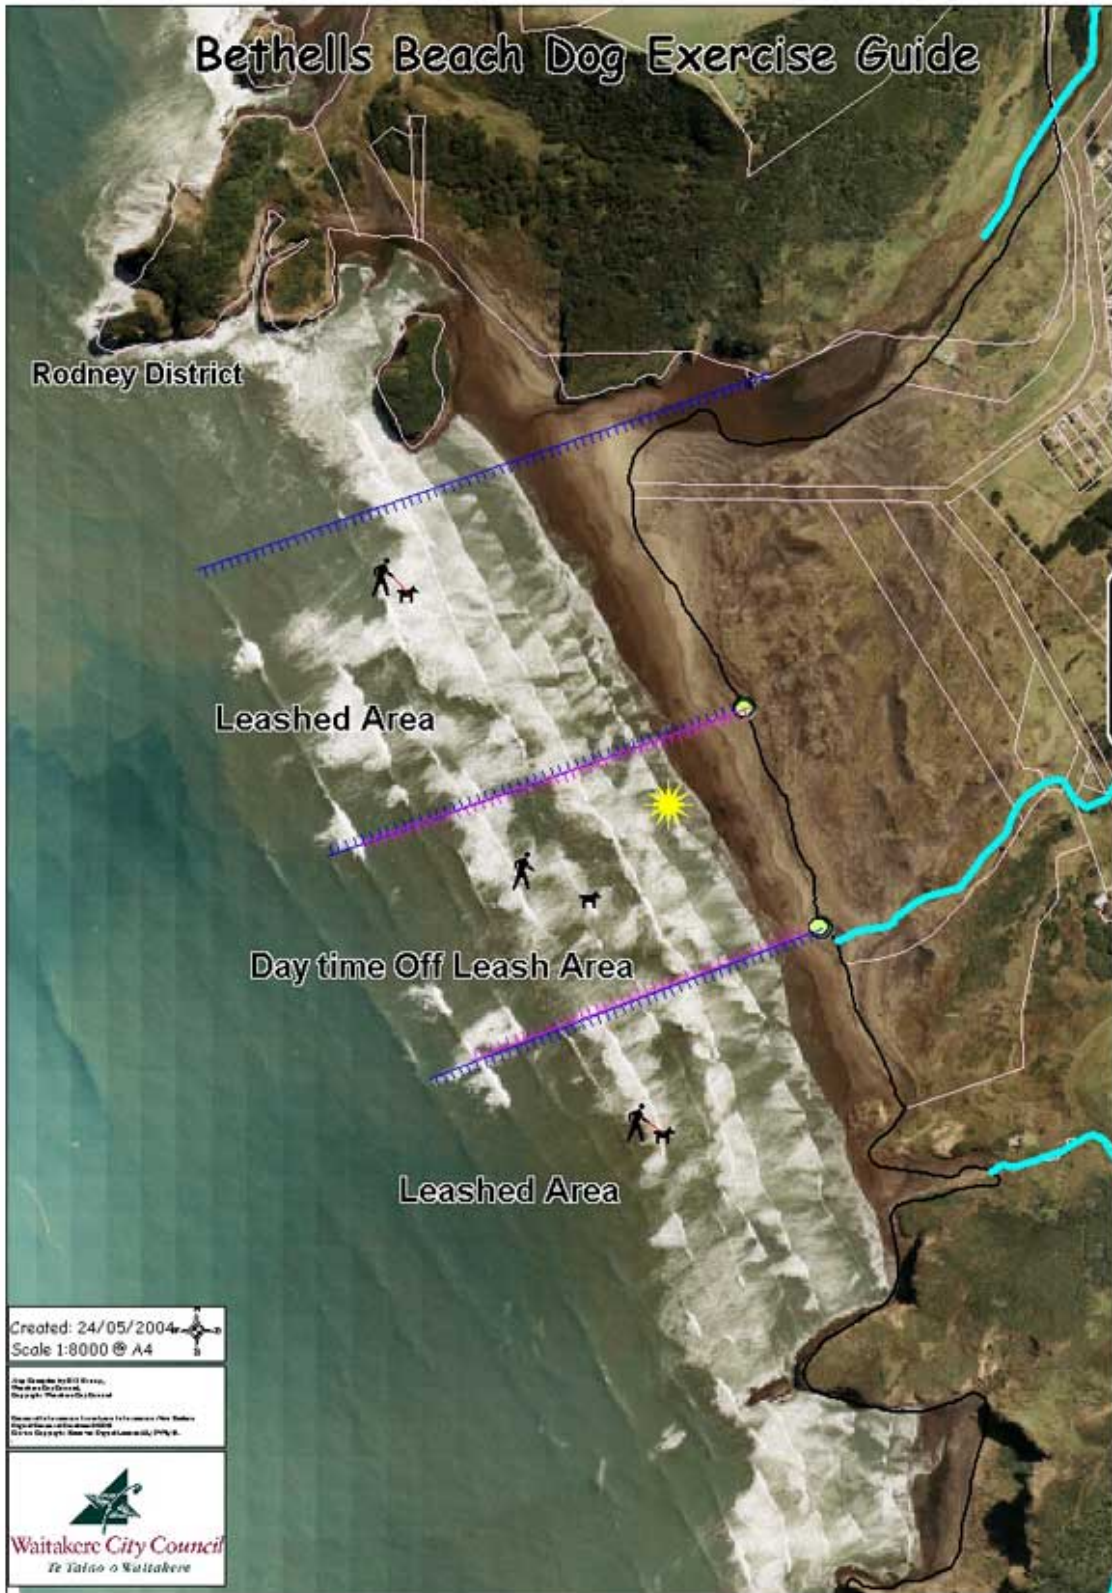 Bethells Beach Dog Exercise Guide
Rodney District
Leashed Area
Day time Off Leash Area
Leashed Area
Created: 24/05/2004
Scale 1:8000 @ A4
Waitakere City Council
Te Taiao o Waitakere